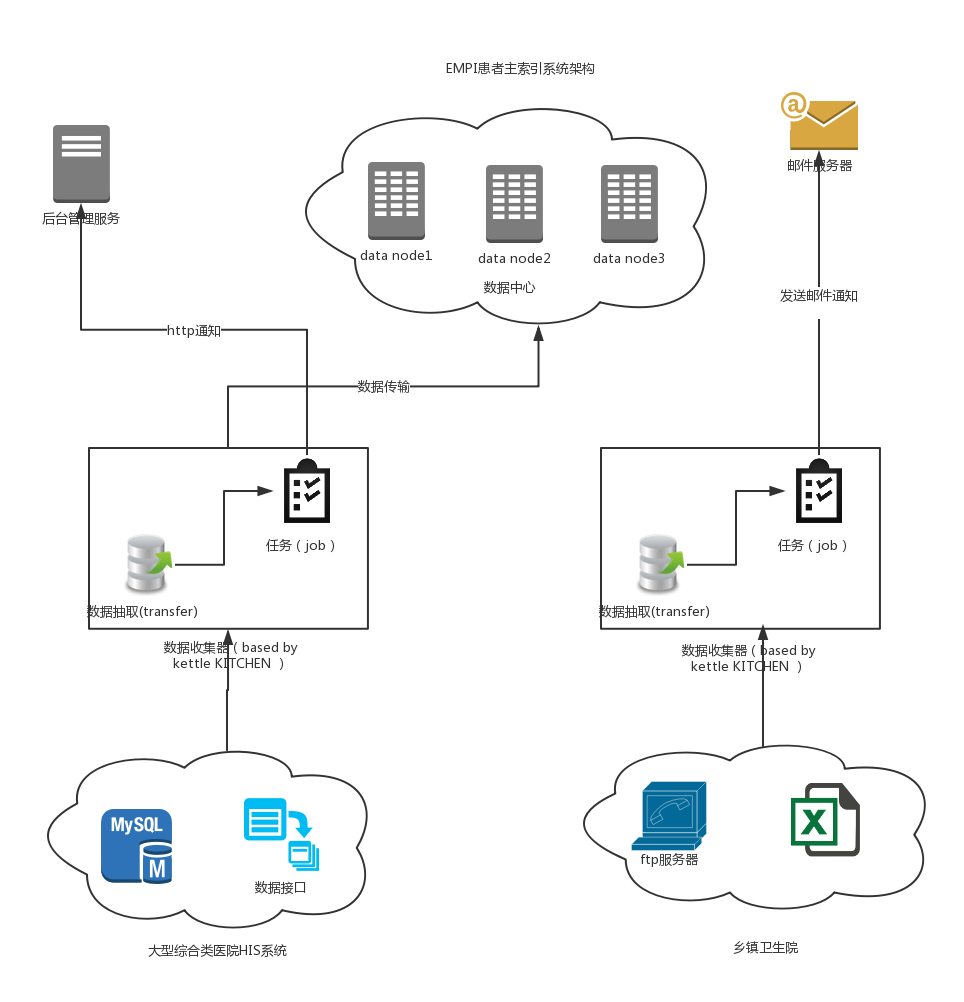 EMPI患者主索引系统架构
@
后台管理服务
邮件服务器
data node1
data node2
data node3
数据中心
发送邮件通知
http通知
数据传输
任务（job）
任务（job）
数据抽取(transfer)
数据抽取(transfer)
数据收集器（based by
kettle KITCHEN ）
数据收集器（based by
kettle KITCHEN ）
MySQL
M
数据接口
ftp服务器
X
大型综合类医院HIS系统
乡镇卫生院